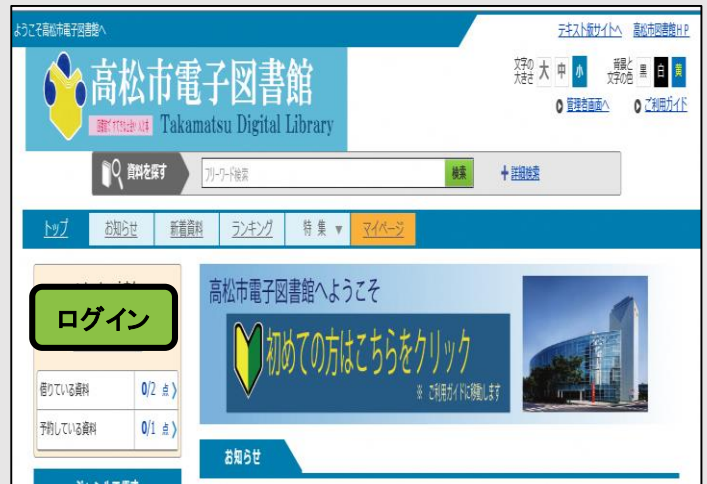 ようこそ高松市電子図書館へ
テキスト版サイトへ 高松市図書館HP
高松市電子図書館
Takamatsu Digital Library
文字の大きさ 大 中 小 背景と文字の色 黒 白 黄
管理者画面へ ご利用ガイド
資料を探す フリーワード検索 検索 +詳細検索
トップ お知らせ 新着資料 ランキング 特集 ▼ マイページ
ログイン
借りている資料 0/2 点 〉
予約している資料 0/1 点 〉
高松市電子図書館へようこそ
初めての方はこちらをクリック
※ ご利用ガイドに移動します
お知らせ